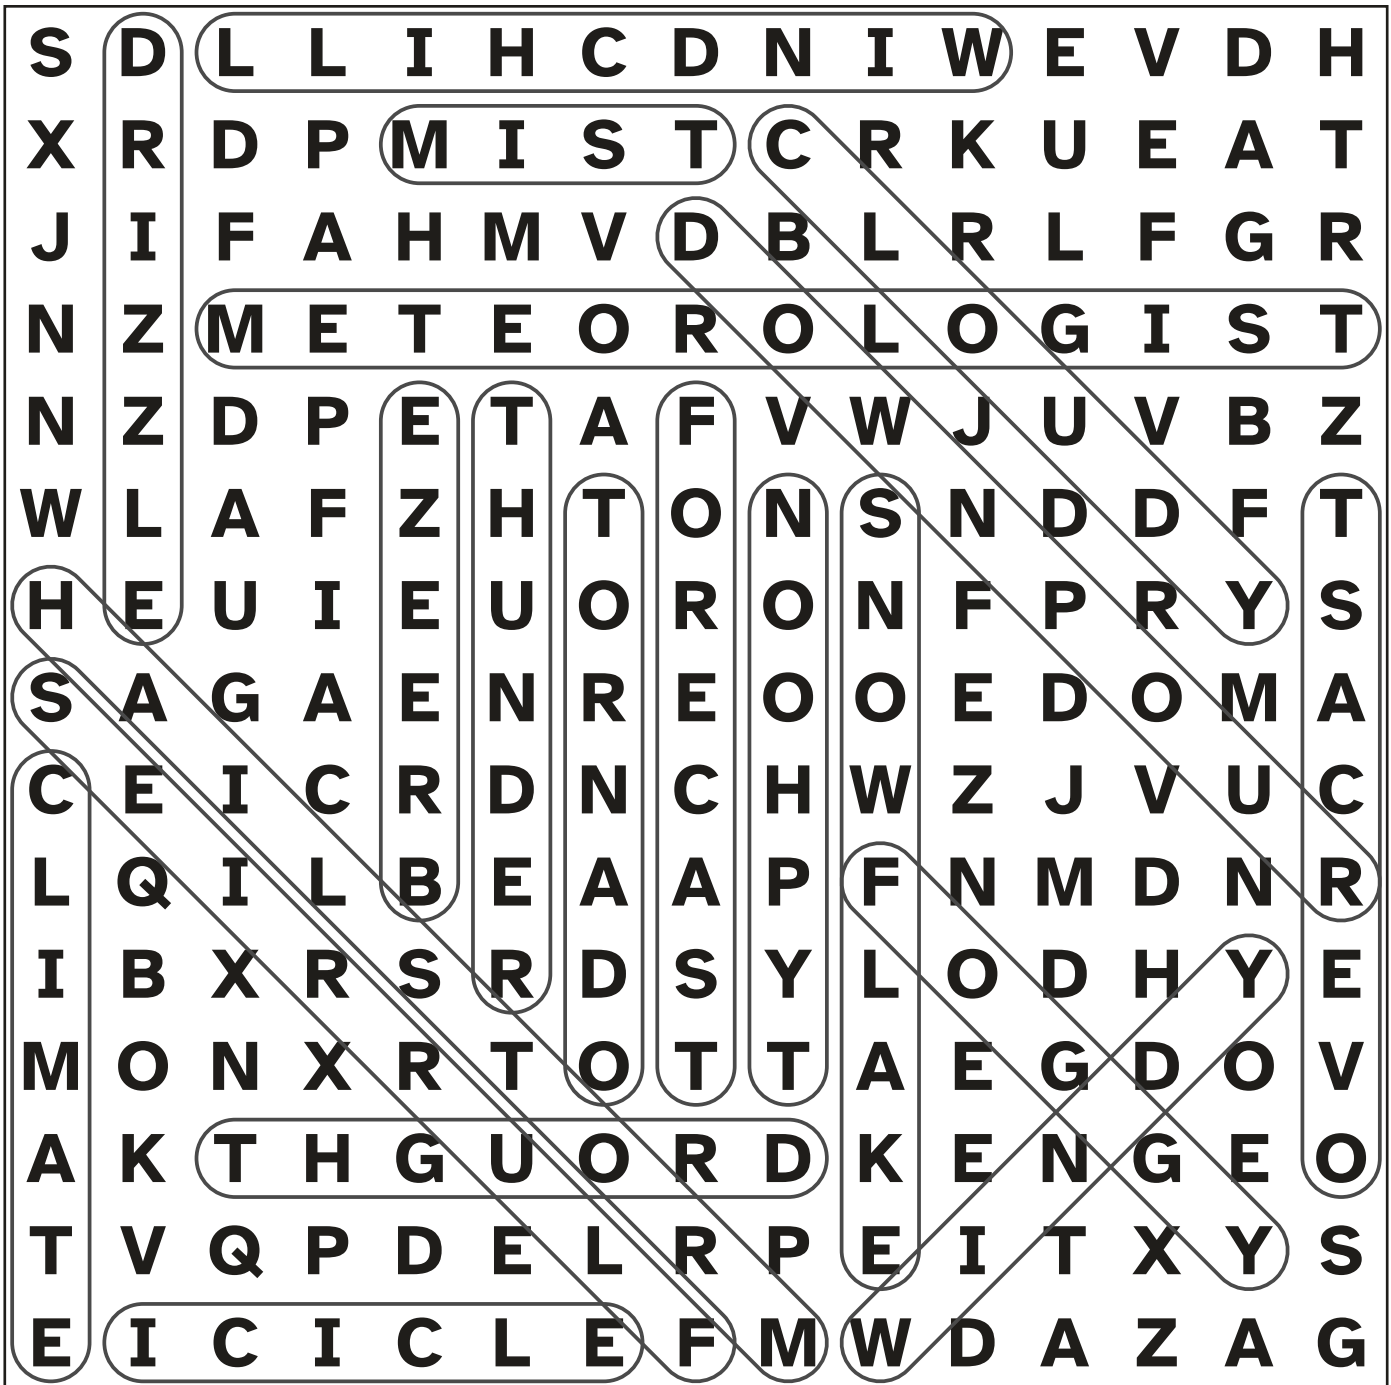 S D L L I H C D N I W E V D H
X R D P M I S T C R K U E A T
J I F A H M V D B L R L F G R
N Z M E T E O R O L O G I S T
N Z D P E T A F V W J U V B Z
W L A F Z H T O N S N D D F T
H E U I E U O R O N F P R Y S
S A G A E N R E O O E D O M A
C E I C R D N C H W Z J V U C
L Q I L B E A A P F N M D N R
I B X R S R D S Y L O D H Y E
M O N X R T O T T A E G D O V
A K T H G U O R D K E N G E O
T V Q P D E L R P E I T X Y S
E I C I C L E F M W D A Z A G